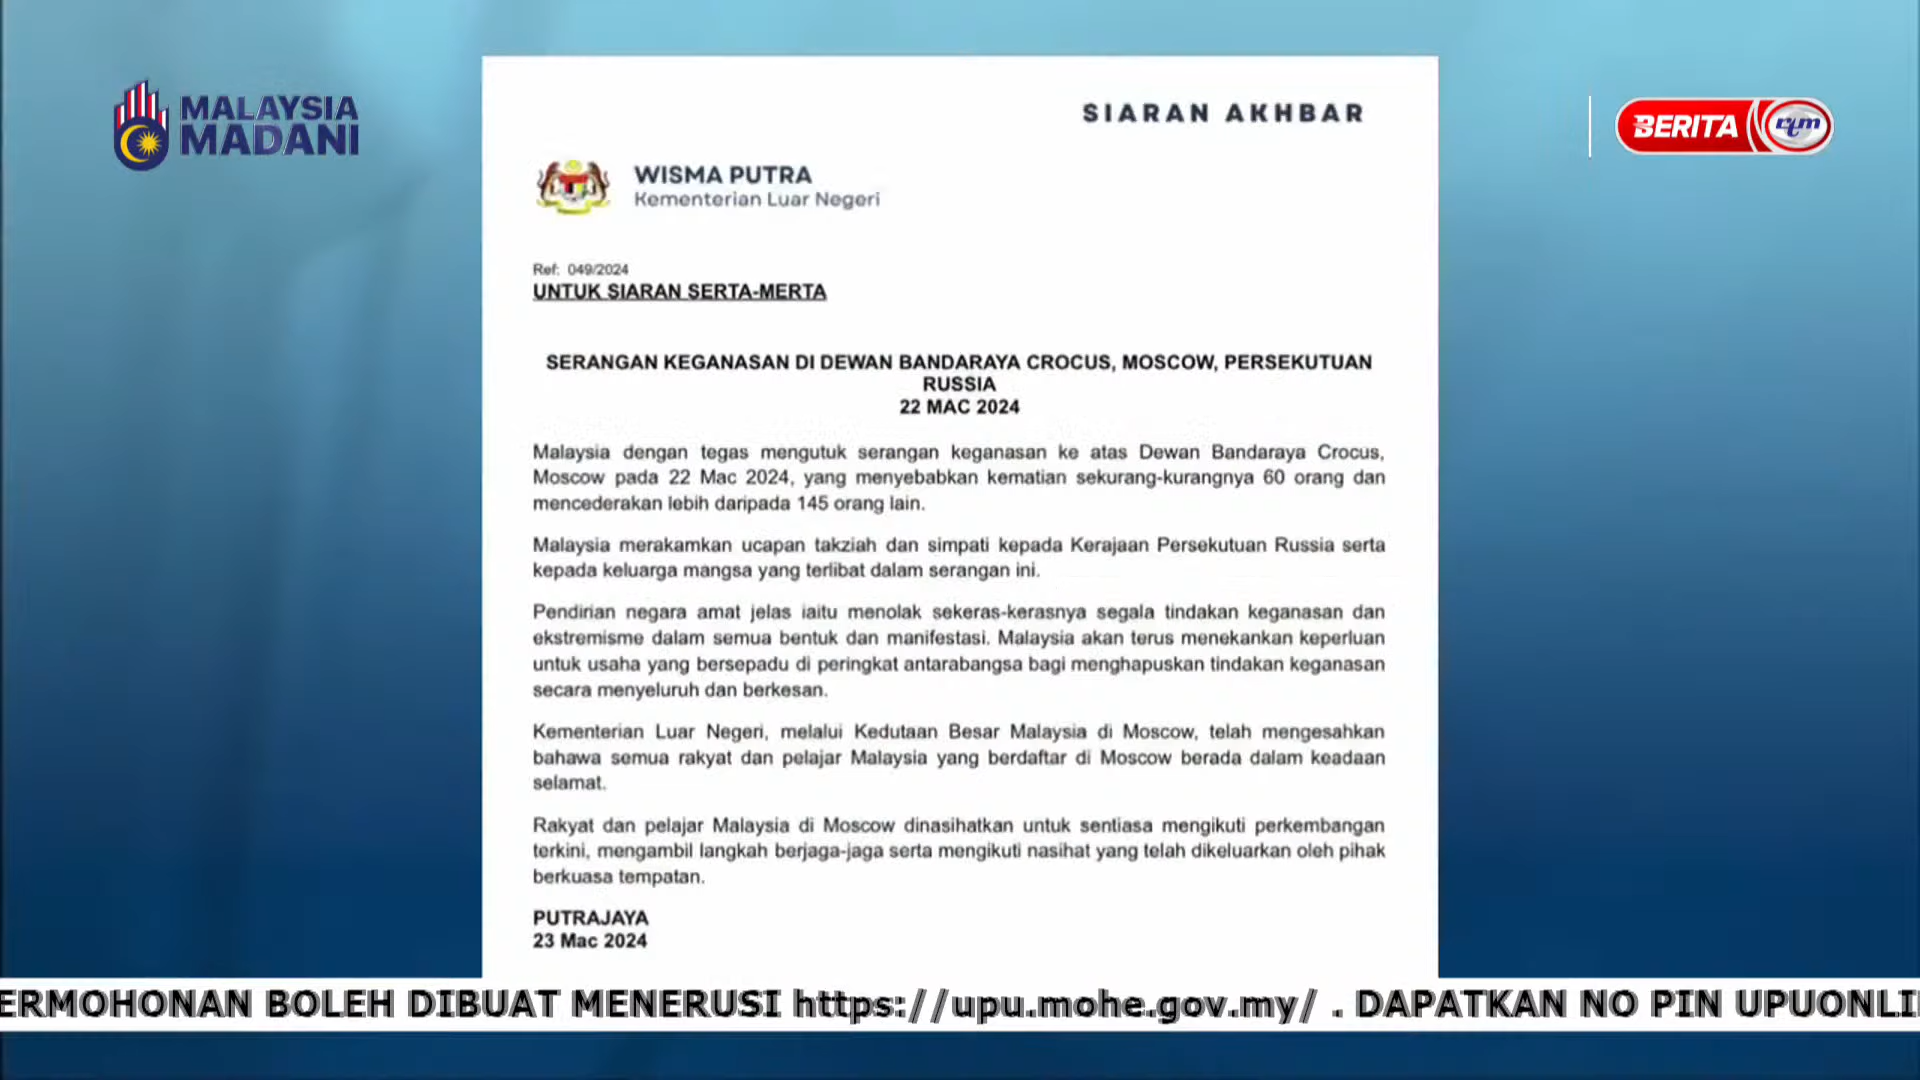 MALAYSIA
MADANI
BERITA rtm
SIARAN AKHBAR
WISMA PUTRA
Kementerian Luar Negeri
Ref: 049/2024
UNTUK SIARAN SERTA-MERTA
SERANGAN KEGANASAN DI DEWAN BANDARAYA CROCUS, MOSCOW, PERSEKUTUAN
RUSSIA
22 MAC 2024
Malaysia dengan tegas mengutuk serangan keganasan ke atas Dewan Bandaraya Crocus,
Moscow pada 22 Mac 2024, yang menyebabkan kematian sekurang-kurangnya 60 orang dan
mencederakan lebih daripada 145 orang lain.
Malaysia merakamkan ucapan takziah dan simpati kepada Kerajaan Persekutuan Russia serta
kepada keluarga mangsa yang terlibat dalam serangan ini.
Pendirian negara amat jelas iaitu menolak sekeras-kerasnya segala tindakan keganasan dan
ekstremisme dalam semua bentuk dan manifestasi. Malaysia akan terus menekankan keperluan
untuk usaha yang bersepadu di peringkat antarabangsa bagi menghapuskan tindakan keganasan
secara menyeluruh dan berkesan.
Kementerian Luar Negeri, melalui Kedutaan Besar Malaysia di Moscow, telah mengesahkan
bahawa semua rakyat dan pelajar Malaysia yang berdaftar di Moscow berada dalam keadaan
selamat.
Rakyat dan pelajar Malaysia di Moscow dinasihatkan untuk sentiasa mengikuti perkembangan
terkini, mengambil langkah berjaga-jaga serta mengikuti nasihat yang telah dikeluarkan oleh pihak
berkuasa tempatan.
PUTRAJAYA
23 Mac 2024
ERMOHONAN BOLEH DIBUAT MENERUSI https://upu.mohe.gov.my/ . DAPATKAN NO PIN UPUONLI